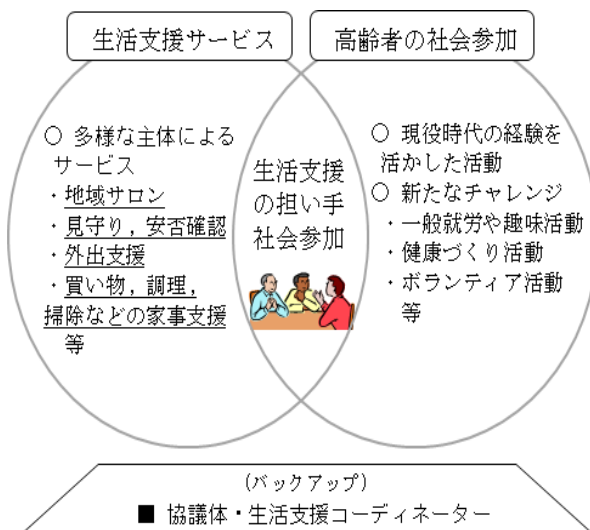 生活支援サービス
高齢者の社会参加
○ 多様な主体による
サービス
・地域サロン
・見守り，安否確認
・外出支援
・買い物，調理，
掃除などの家事支援
等
生活支援
の担い手
社会参加
○ 現役時代の経験を
活かした活動
○ 新たなチャレンジ
・一般就労や趣味活動
・健康づくり活動
・ボランティア活動
等
(バックアップ)
■ 協議体・生活支援コーディネーター